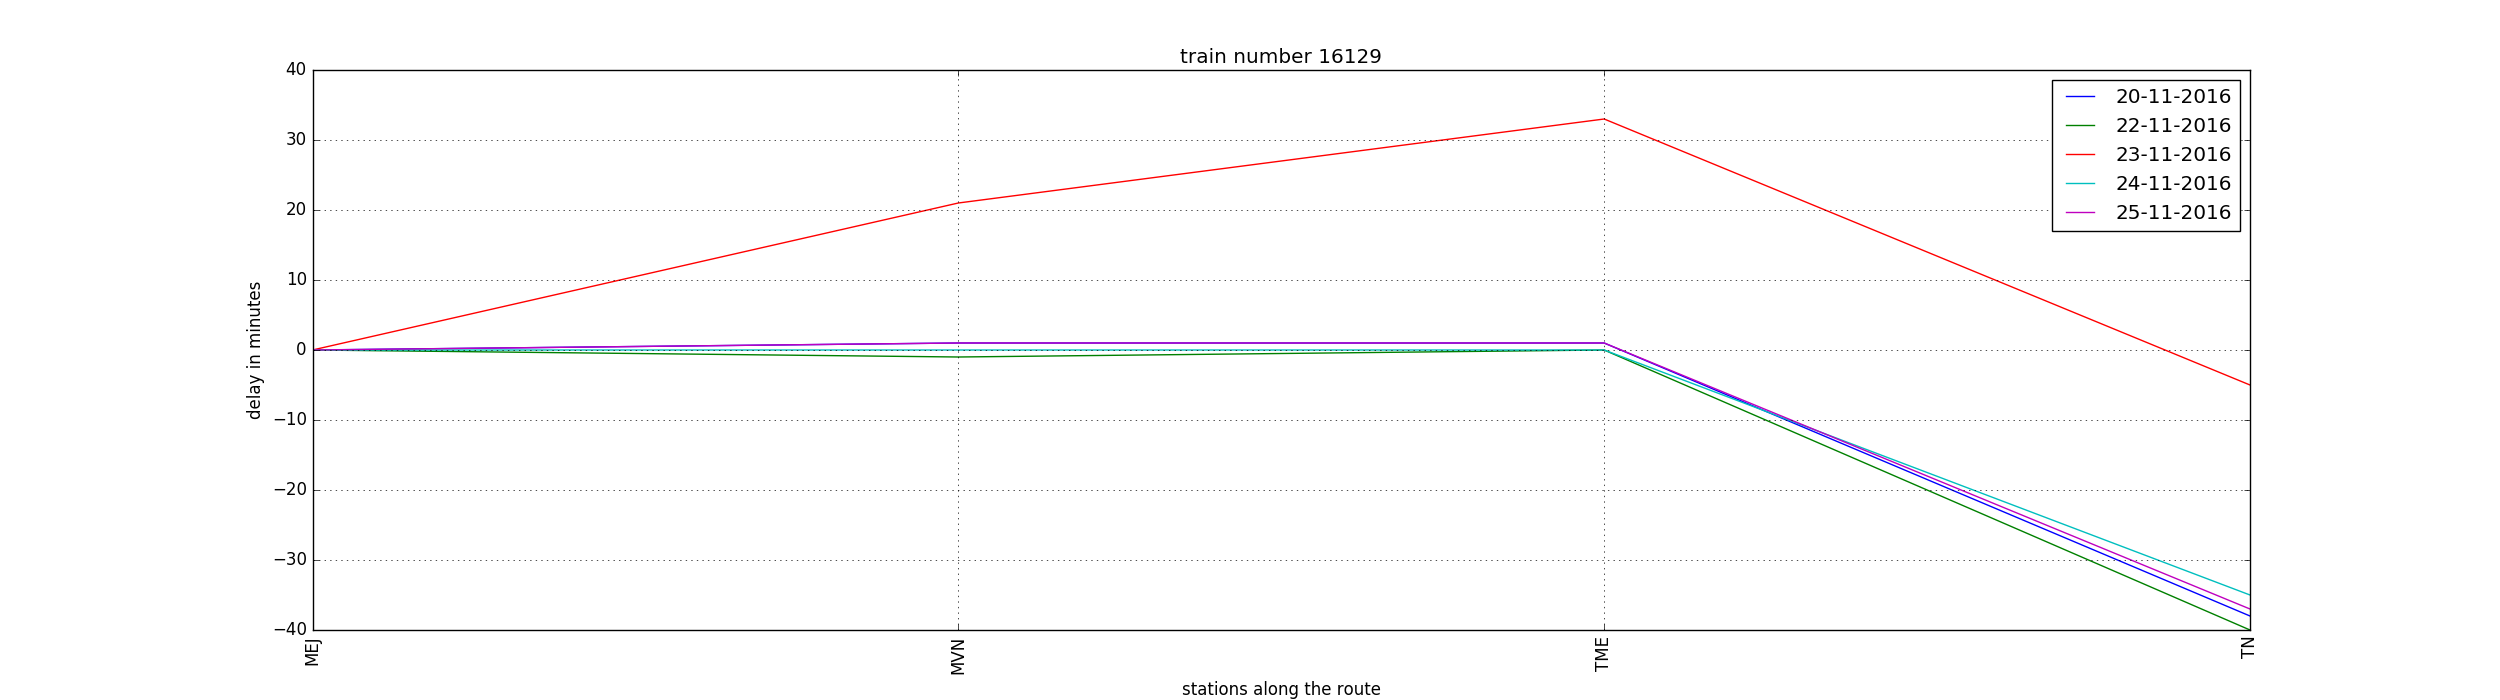 train number 16129
40
30
20
10
0
−10
−20
−30
−40
delay in minutes
20-11-2016
22-11-2016
23-11-2016
24-11-2016
25-11-2016
MEJ
MVN
TME
TN
stations along the route